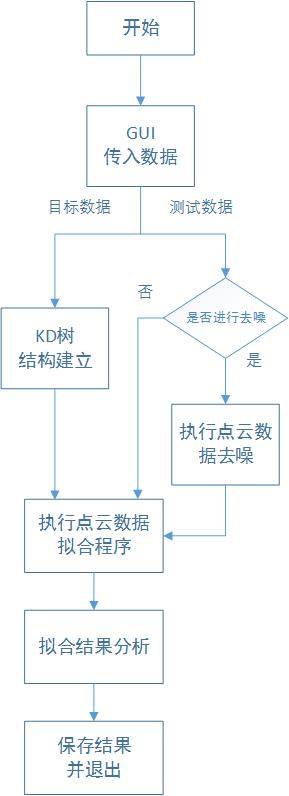 开始
GUI
传入数据
目标数据
测试数据
否
是否进行去噪
KD树
结构建立
是
执行点云数
据去噪
执行点云数据
拟合程序
拟合结果分析
保存结果
并退出